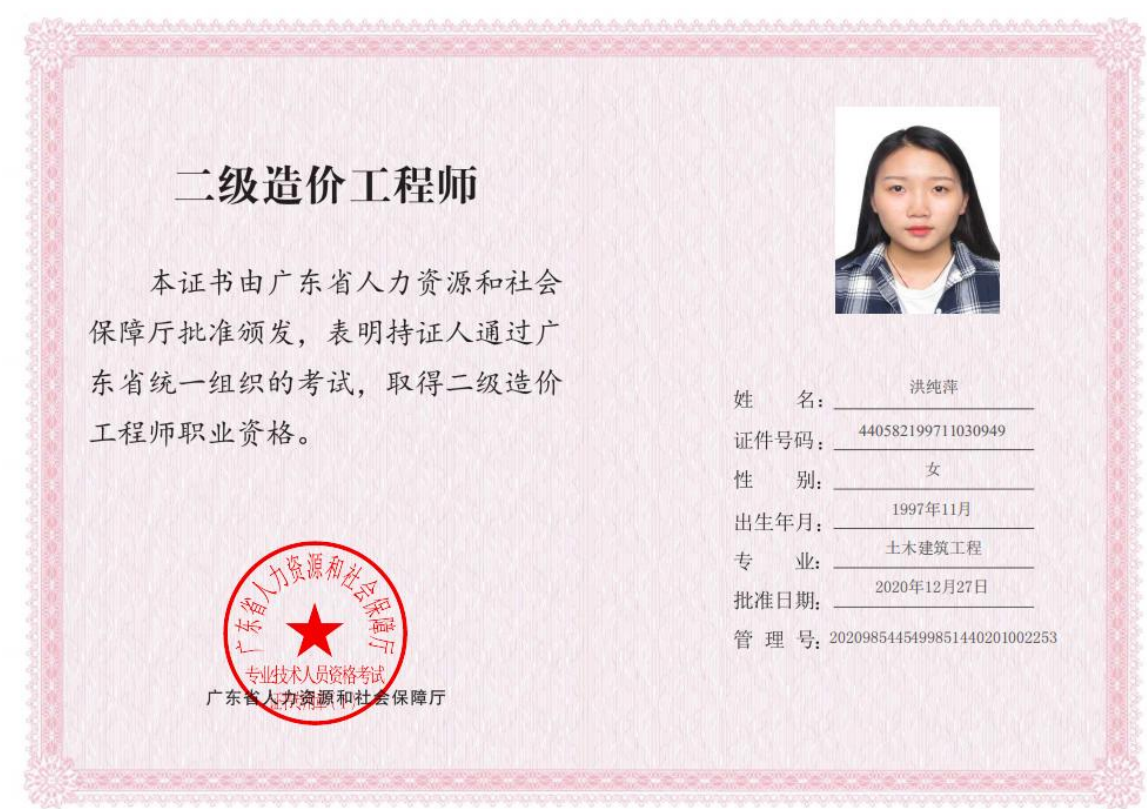 二级造价工程师
本证书由广东省人力资源和社会
保障厅批准颁发，表明持证人通过广
东省统一组织的考试，取得二级造价
工程师职业资格。
广东省人力资源和社会保障厅
专业技术人员资格考试
广东省人力资源和社会保障厅
姓 名：洪纯萍
证件号码：440582199711030949
性 别：女
出生年月：1997年11月
专 业：土木建筑工程
批准日期：2020年12月27日
管 理 号：2020985445499851440201002253